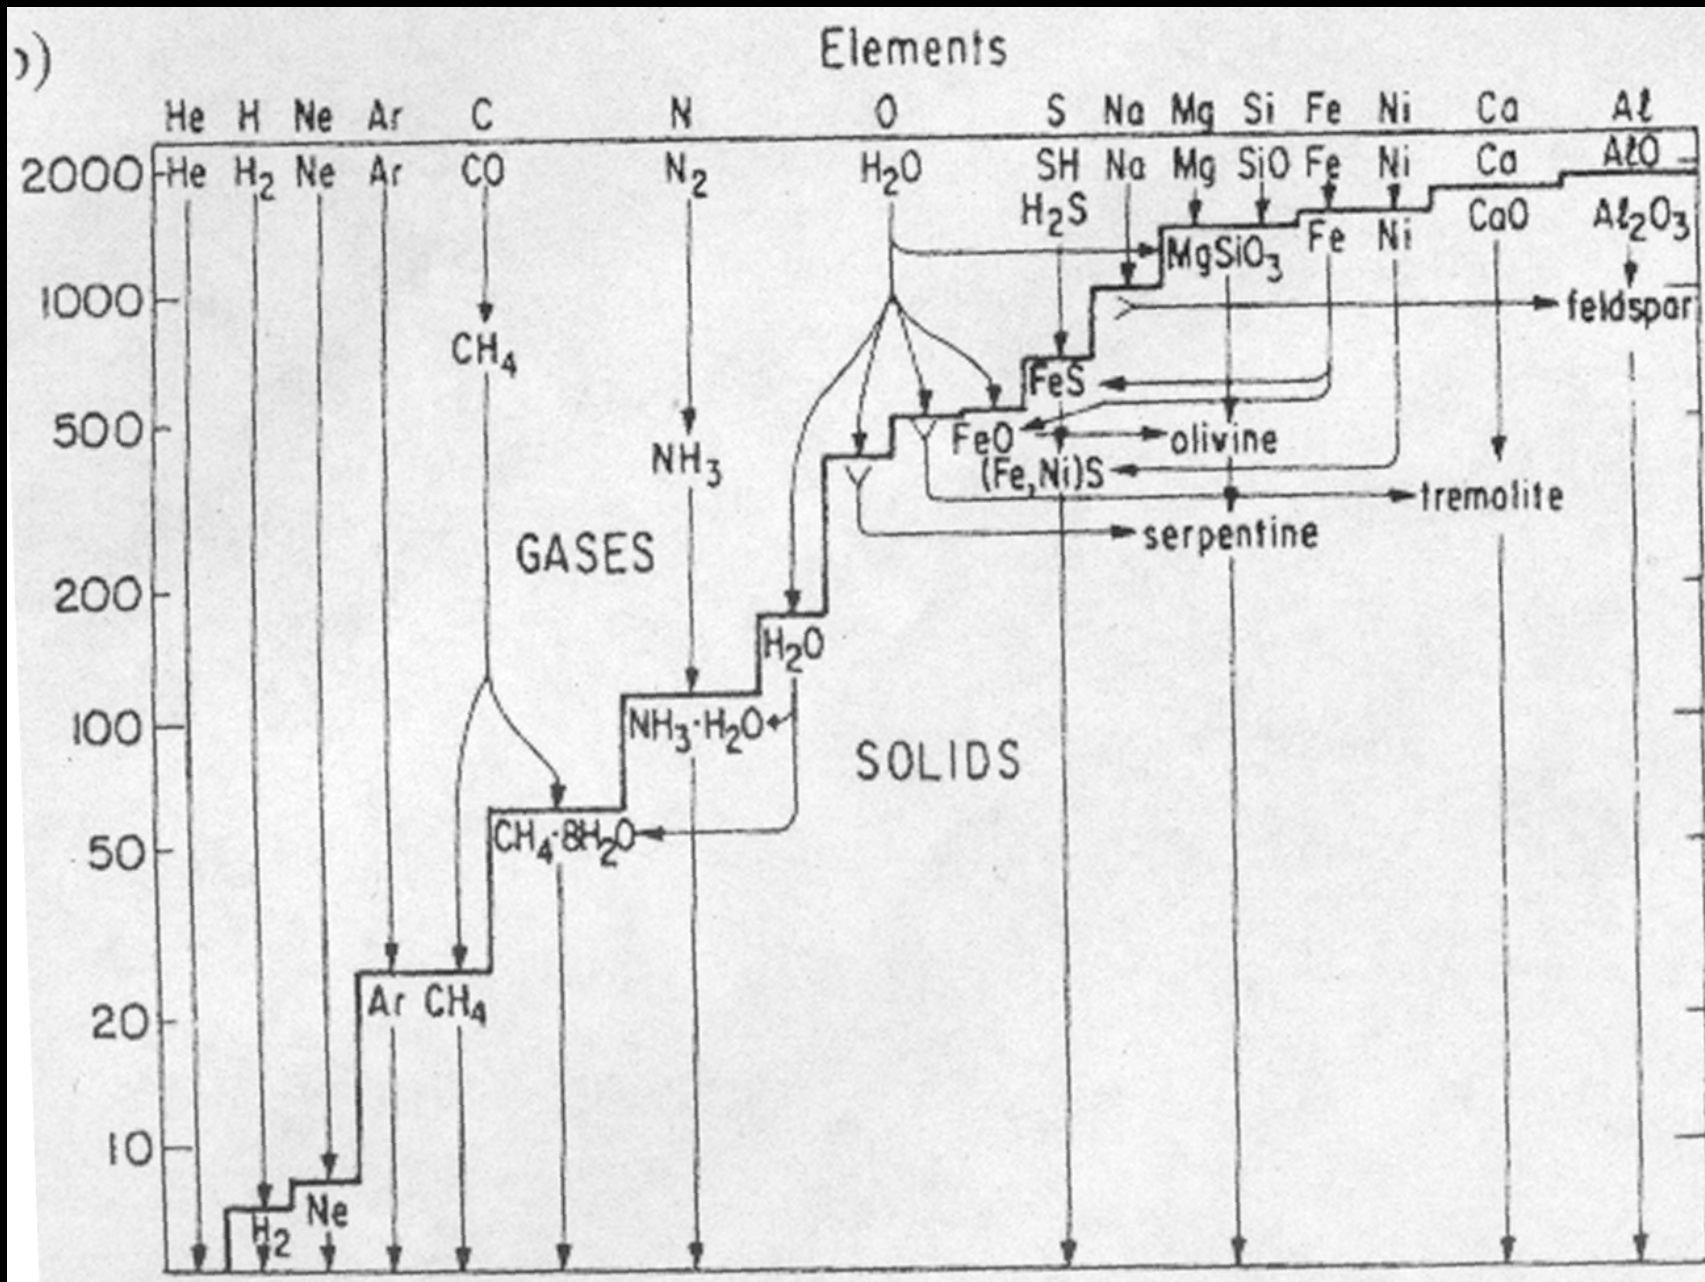 b)
Elements
He H Ne Ar C N O S Na Mg Si Fe Ni Ca Al
2000 He H2 Ne Ar CO N2 H2O SH Na Mg SiO Fe Ni Ca AlO
H2S MgSiO3 Fe Ni CaO Al2O3
1000 feldspar
CH4 FeS
500 FeO olivine
NH3 (Fe,Ni)S tremolite
GASES serpentine
200
H2O
100 NH3·H2O SOLIDS
50 CH4·8H2O
20 Ar CH4
10
H2 Ne